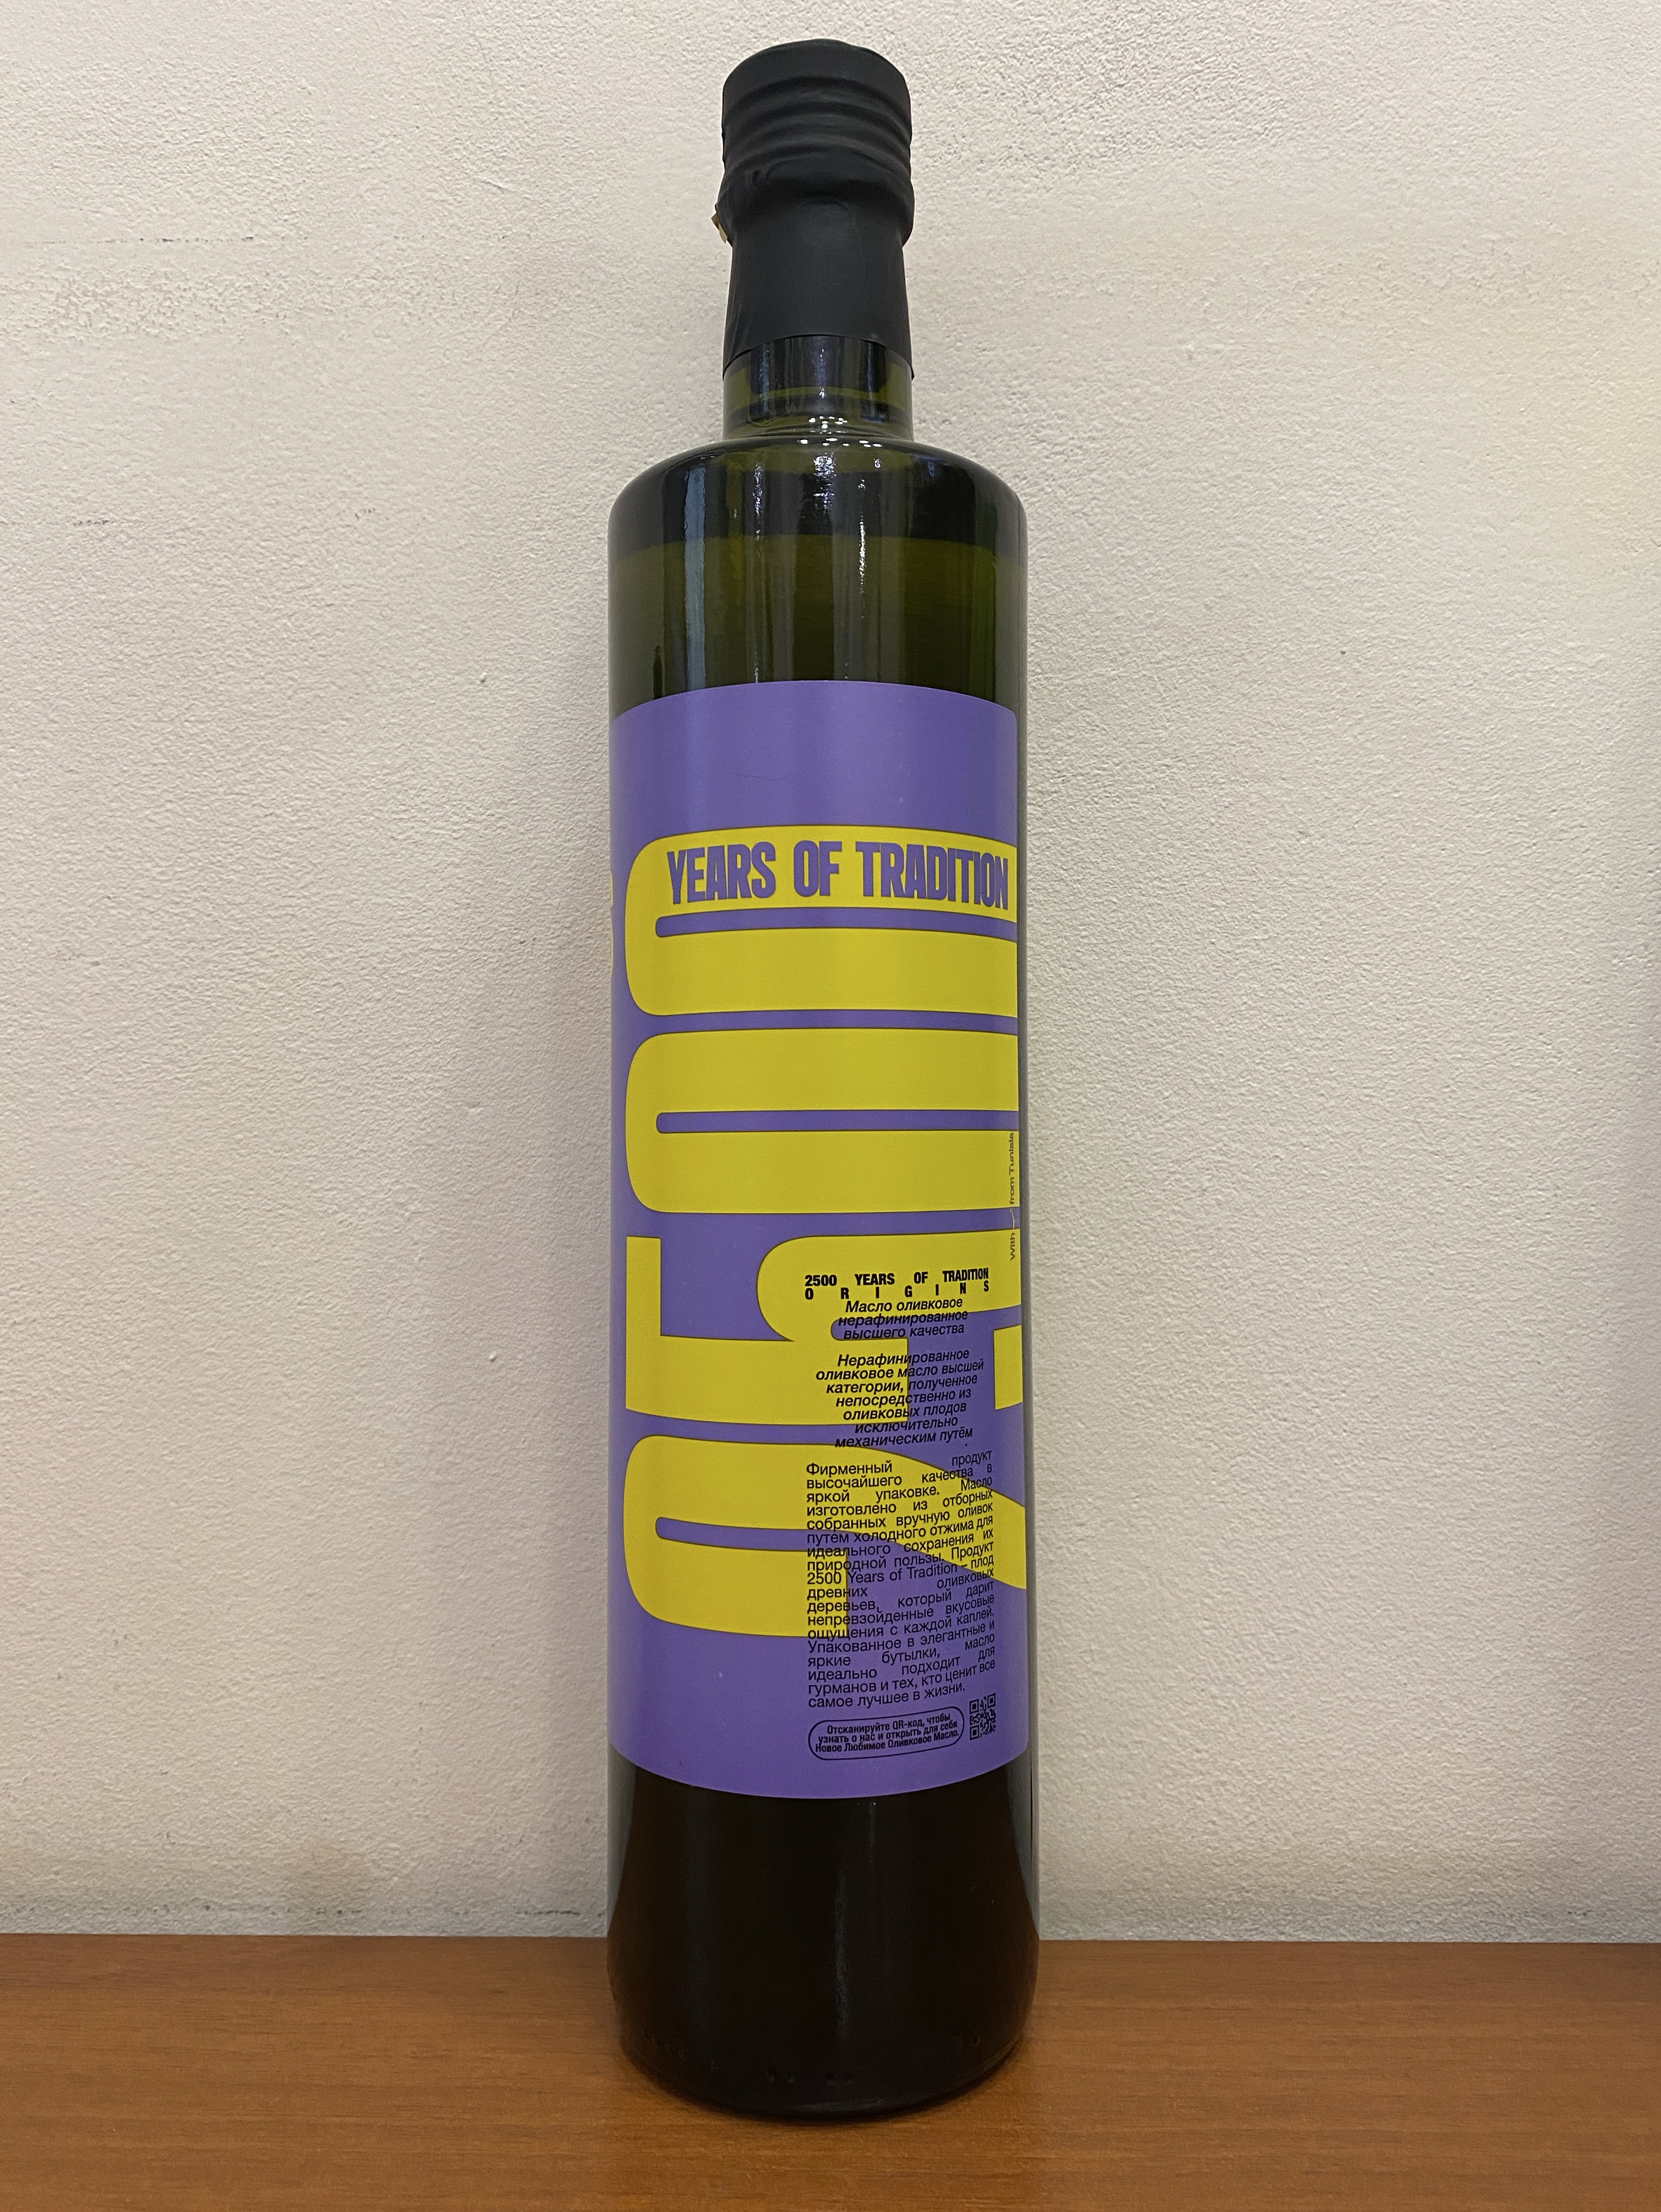 YEARS OF TRADITION
2500
With from Tunisia
2500 YEARS OF TRADITION
ORIGINS
Масло оливковое
нерафинированное
высшего качества
Нерафинированное
оливковое масло высшей
категории, полученное
непосредственно из
оливковых плодов
исключительно
механическим путём
Фирменный продукт
высочайшего качества в
яркой упаковке. Масло
изготовлено из отборных
собранных вручную оливок
путём холодного отжима для
идеального сохранения их
природной пользы. Продукт
2500 Years of Tradition – плод
древних оливковых
деревьев, который дарит
непревзойденные вкусовые
ощущения с каждой каплей.
Упакованное в элегантные и
яркие бутылки, масло
идеально подходит для
гурманов и тех, кто ценит все
самое лучшее в жизни.
Отсканируйте QR-код, чтобы
узнать о нас и открыть для себя
Новое Любимое Оливковое Масло.